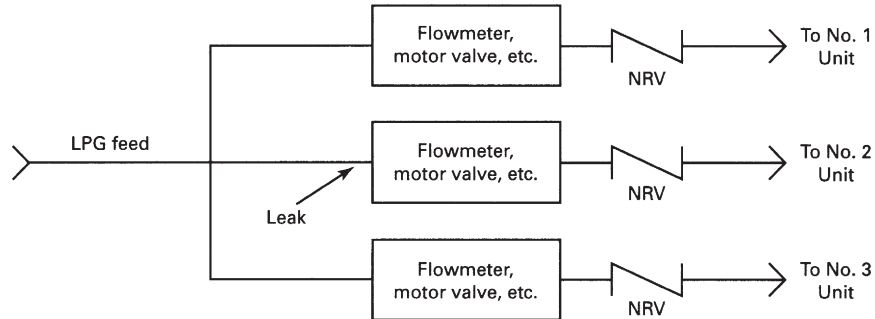 Flowmeter,
motor valve, etc.
NRV
To No. 1
Unit
LPG feed
Leak
Flowmeter,
motor valve, etc.
NRV
To No. 2
Unit
Flowmeter,
motor valve, etc.
NRV
To No. 3
Unit